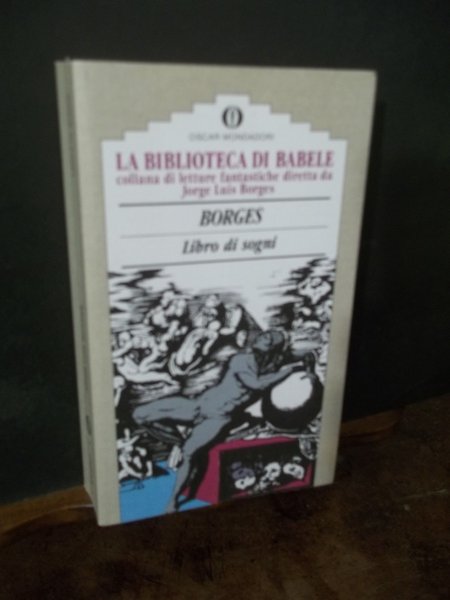 OSCAR MONDADORI
LA BIBLIOTECA DI BABELE
collana di letture fantastiche diretta da
Jorge Luis Borges
BORGES
Libro di sogni